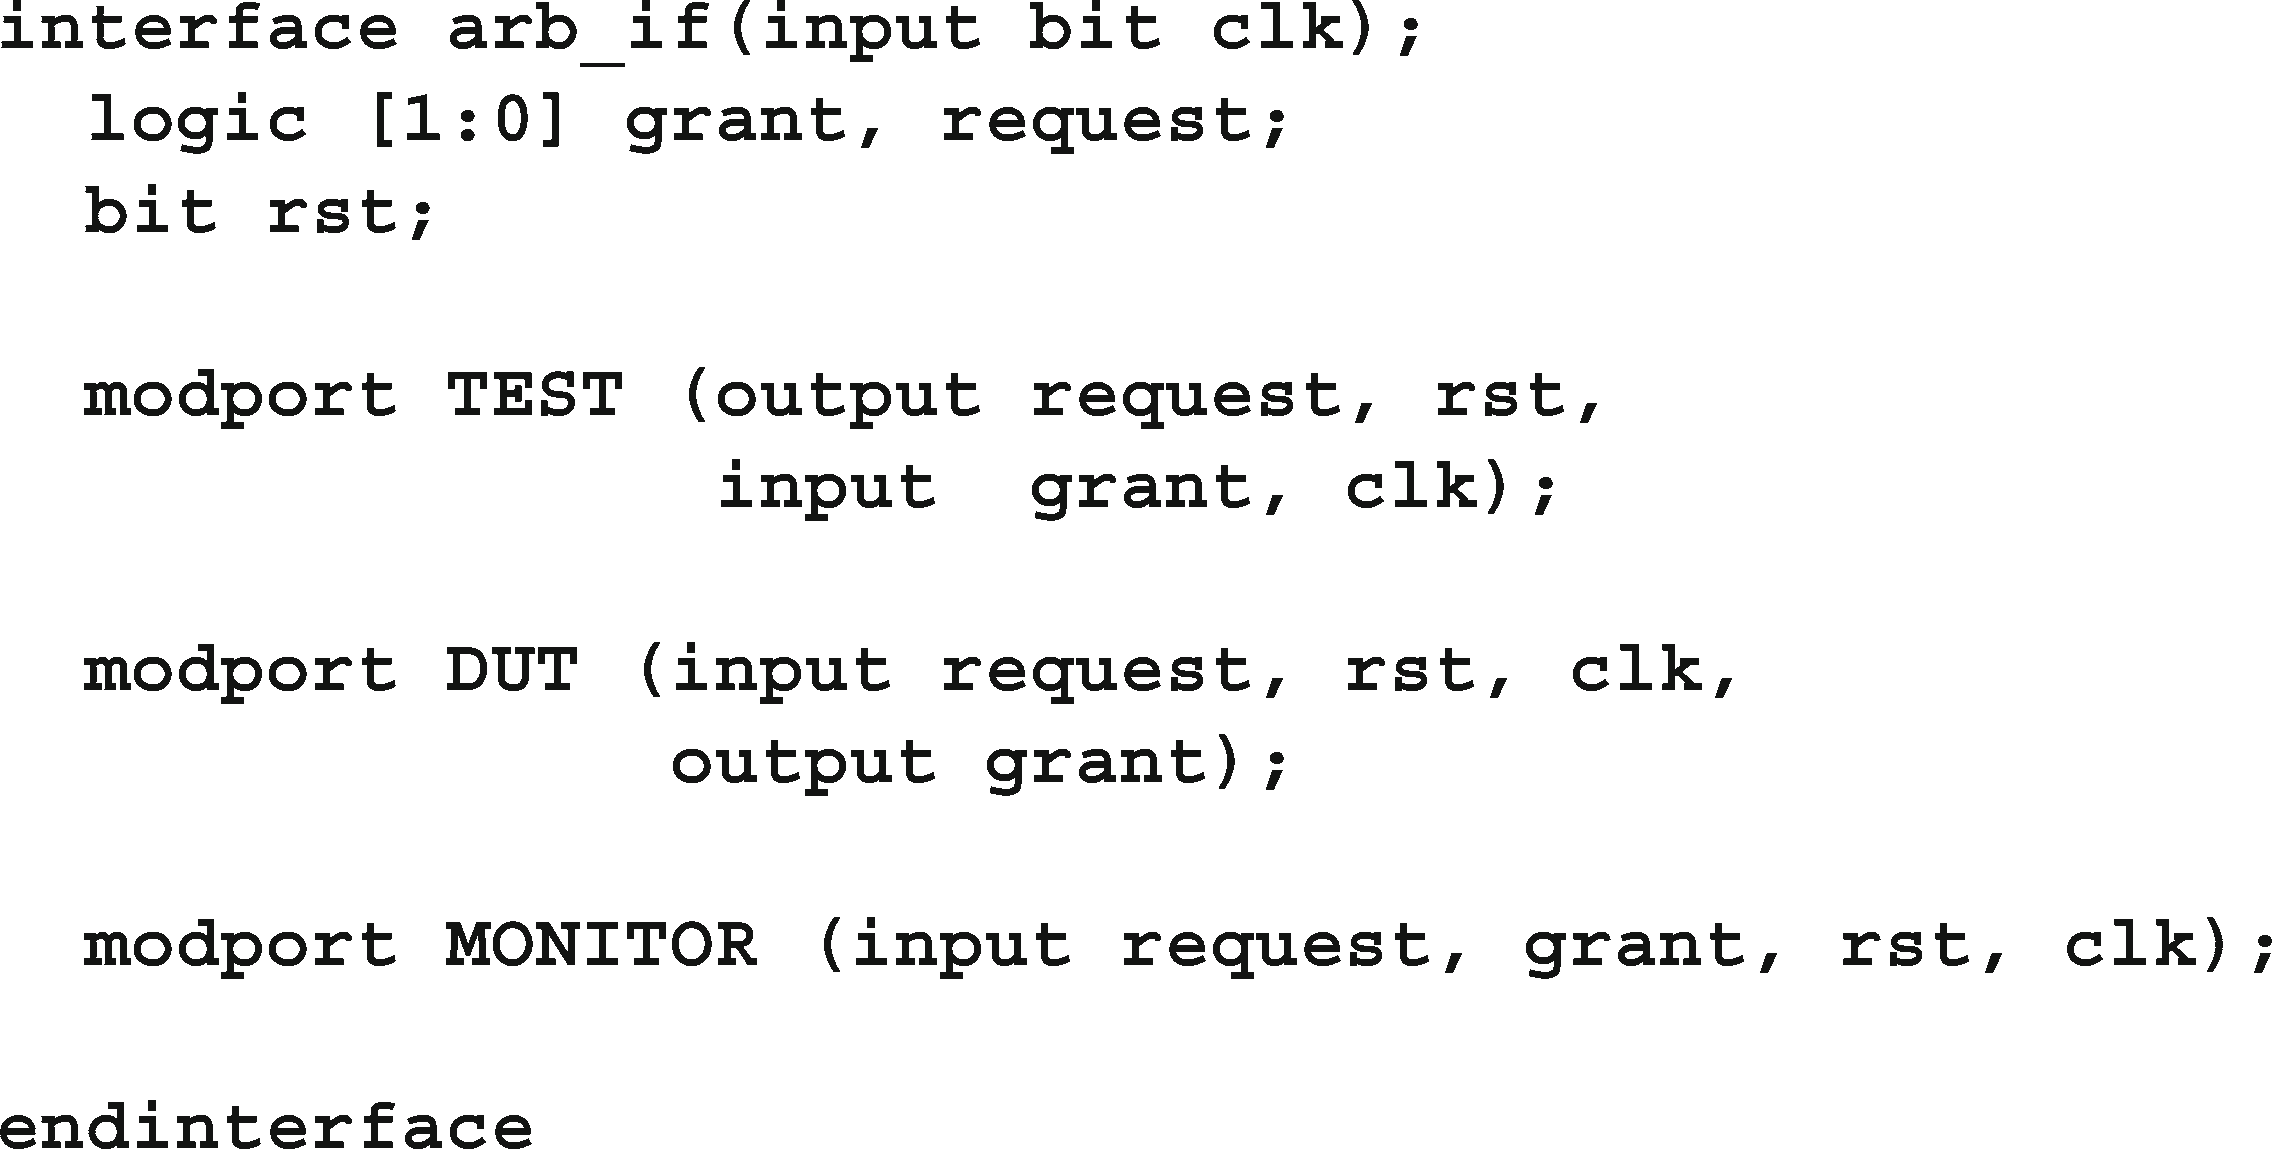 interface arb_if(input bit clk);
  logic [1:0] grant, request;
  bit rst;

  modport TEST (output request, rst,
                input  grant, clk);

  modport DUT (input request, rst, clk,
               output grant);

  modport MONITOR (input request, grant, rst, clk);

endinterface